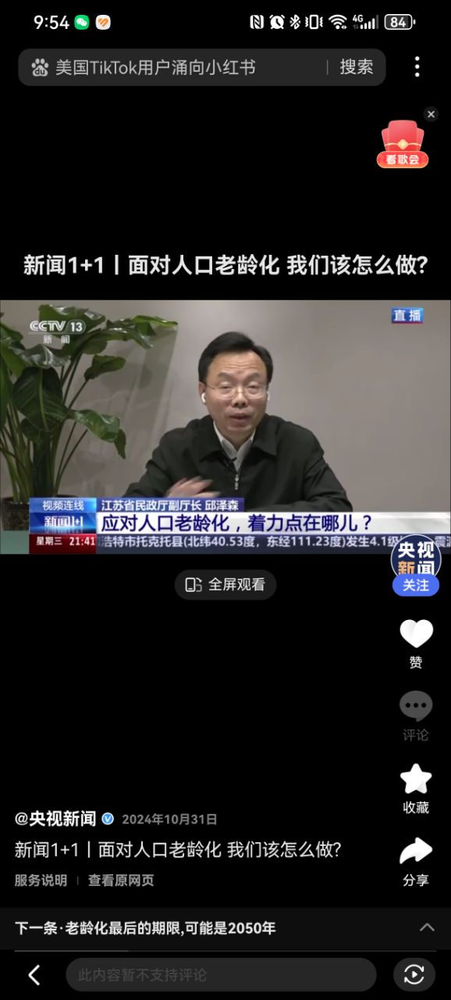 9:54
4G
84
美国TikTok用户涌向小红书
搜索
看歌会
新闻1+1丨面对人口老龄化 我们该怎么做?
CCTV 13
新闻
直播
视频连线
江苏省民政厅副厅长 邱泽森
新闻1+1
应对人口老龄化，着力点在哪儿？
星期三 21:41
浩特市托克托县(北纬40.53度，东经111.23度)发生4.1级
央视
新闻
关注
全屏观看
赞
评论
收藏
分享
@央视新闻
2024年10月31日
新闻1+1丨面对人口老龄化 我们该怎么做?
服务说明
查看原网页
下一条·老龄化最后的期限,可能是2050年
此内容暂不支持评论